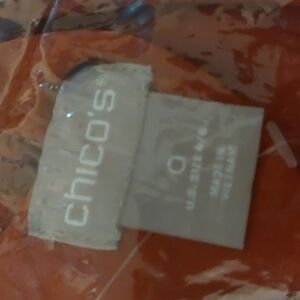 chico's®
0
U.S. SIZE 4/6
MADE IN
VIETNAM